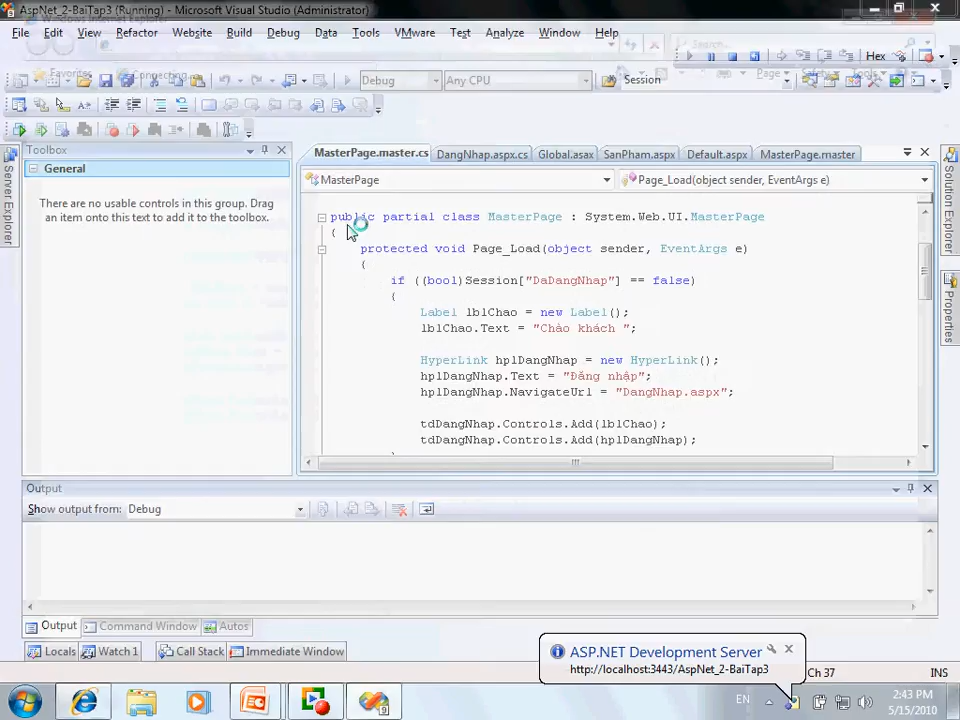 AspNet_2-BaiTap3 (Running) - Microsoft Visual Studio (Administrator)
File Edit View Refactor Website Build Debug Data Tools VMware Test Analyze Window Help
Hex
Debug Any CPU Session
Toolbox
General
There are no usable controls in this group. Drag
an item onto this text to add it to the toolbox.
Server Explorer
MasterPage.master.cs DangNhap.aspx.cs Global.asax SanPham.aspx Default.aspx MasterPage.master
MasterPage Page_Load(object sender, EventArgs e)
public partial class MasterPage : System.Web.UI.MasterPage
{
protected void Page_Load(object sender, EventArgs e)
{
if ((bool)Session["DaDangNhap"] == false)
{
Label lblChao = new Label();
lblChao.Text = "Chào khách ";
HyperLink hplDangNhap = new HyperLink();
hplDangNhap.Text = "Đăng nhập";
hplDangNhap.NavigateUrl = "DangNhap.aspx";
tdDangNhap.Controls.Add(lblChao);
tdDangNhap.Controls.Add(hplDangNhap);
Solution Explorer
Properties
Output
Show output from: Debug
Output Command Window Autos
Locals Watch 1 Call Stack Immediate Window
ASP.NET Development Server
http://localhost:3443/AspNet_2-BaiTap3
Ch 37 INS
EN
2:43 PM
5/15/2010